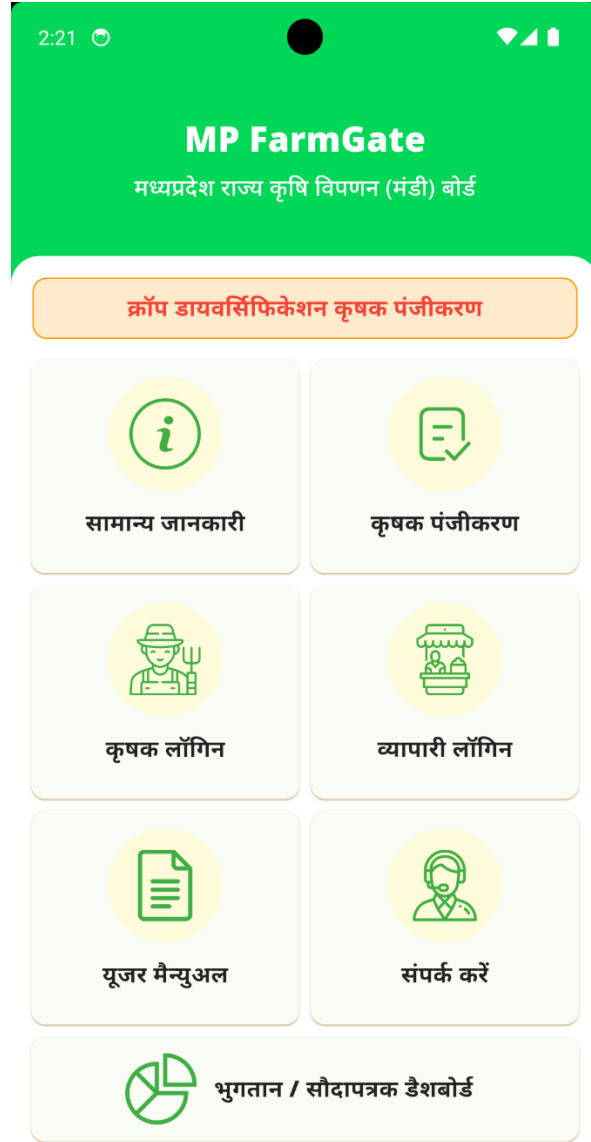 2:21
MP FarmGate
मध्यप्रदेश राज्य कृषि विपणन (मंडी) बोर्ड
क्रॉप डायवर्सिफिकेशन कृषक पंजीकरण
सामान्य जानकारी
कृषक पंजीकरण
कृषक लॉगिन
व्यापारी लॉगिन
यूजर मैन्युअल
संपर्क करें
भुगतान / सौदापत्रक डैशबोर्ड